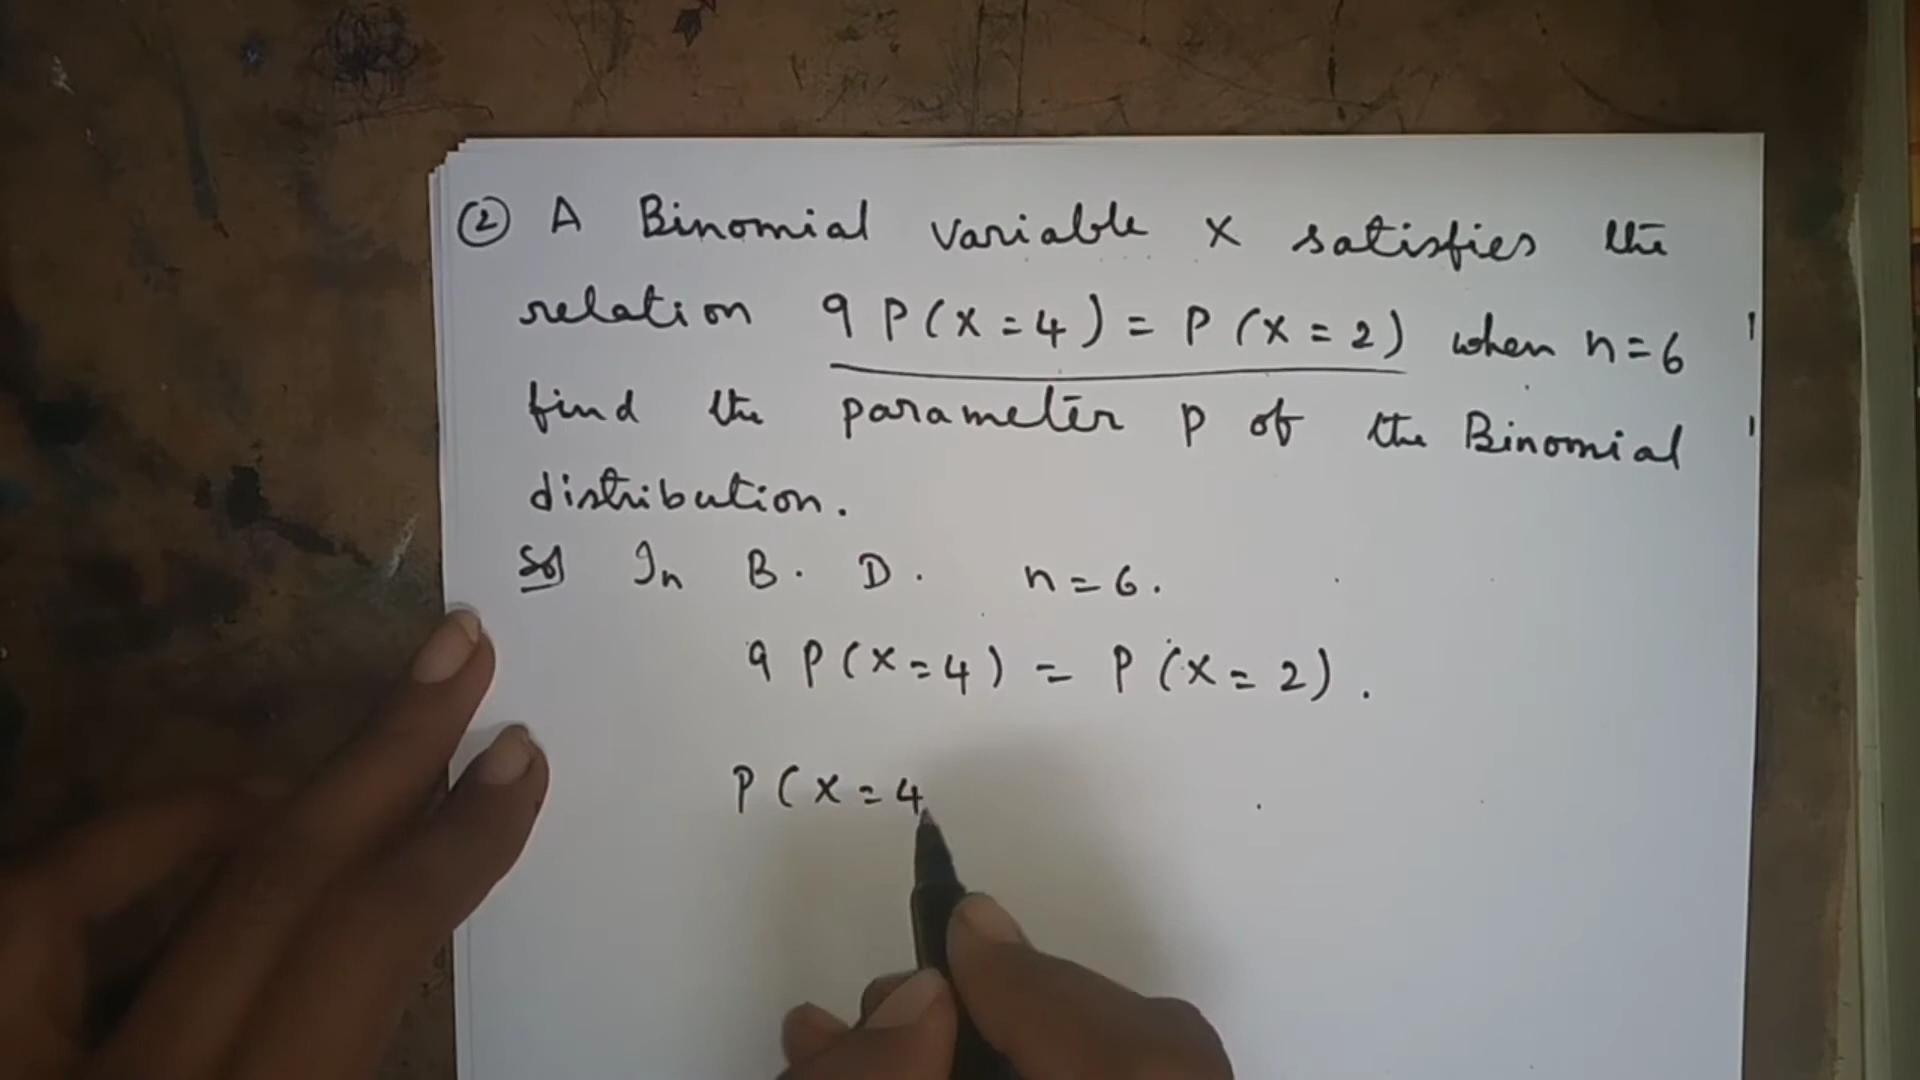 ② A Binomial variable X satisfies the
relation 9 P(X=4) = P(X=2) when n=6
find the parameter p of the Binomial
distribution.
Sol In B. D. n=6.
9 P(X=4) = P(X=2).
P(X=4